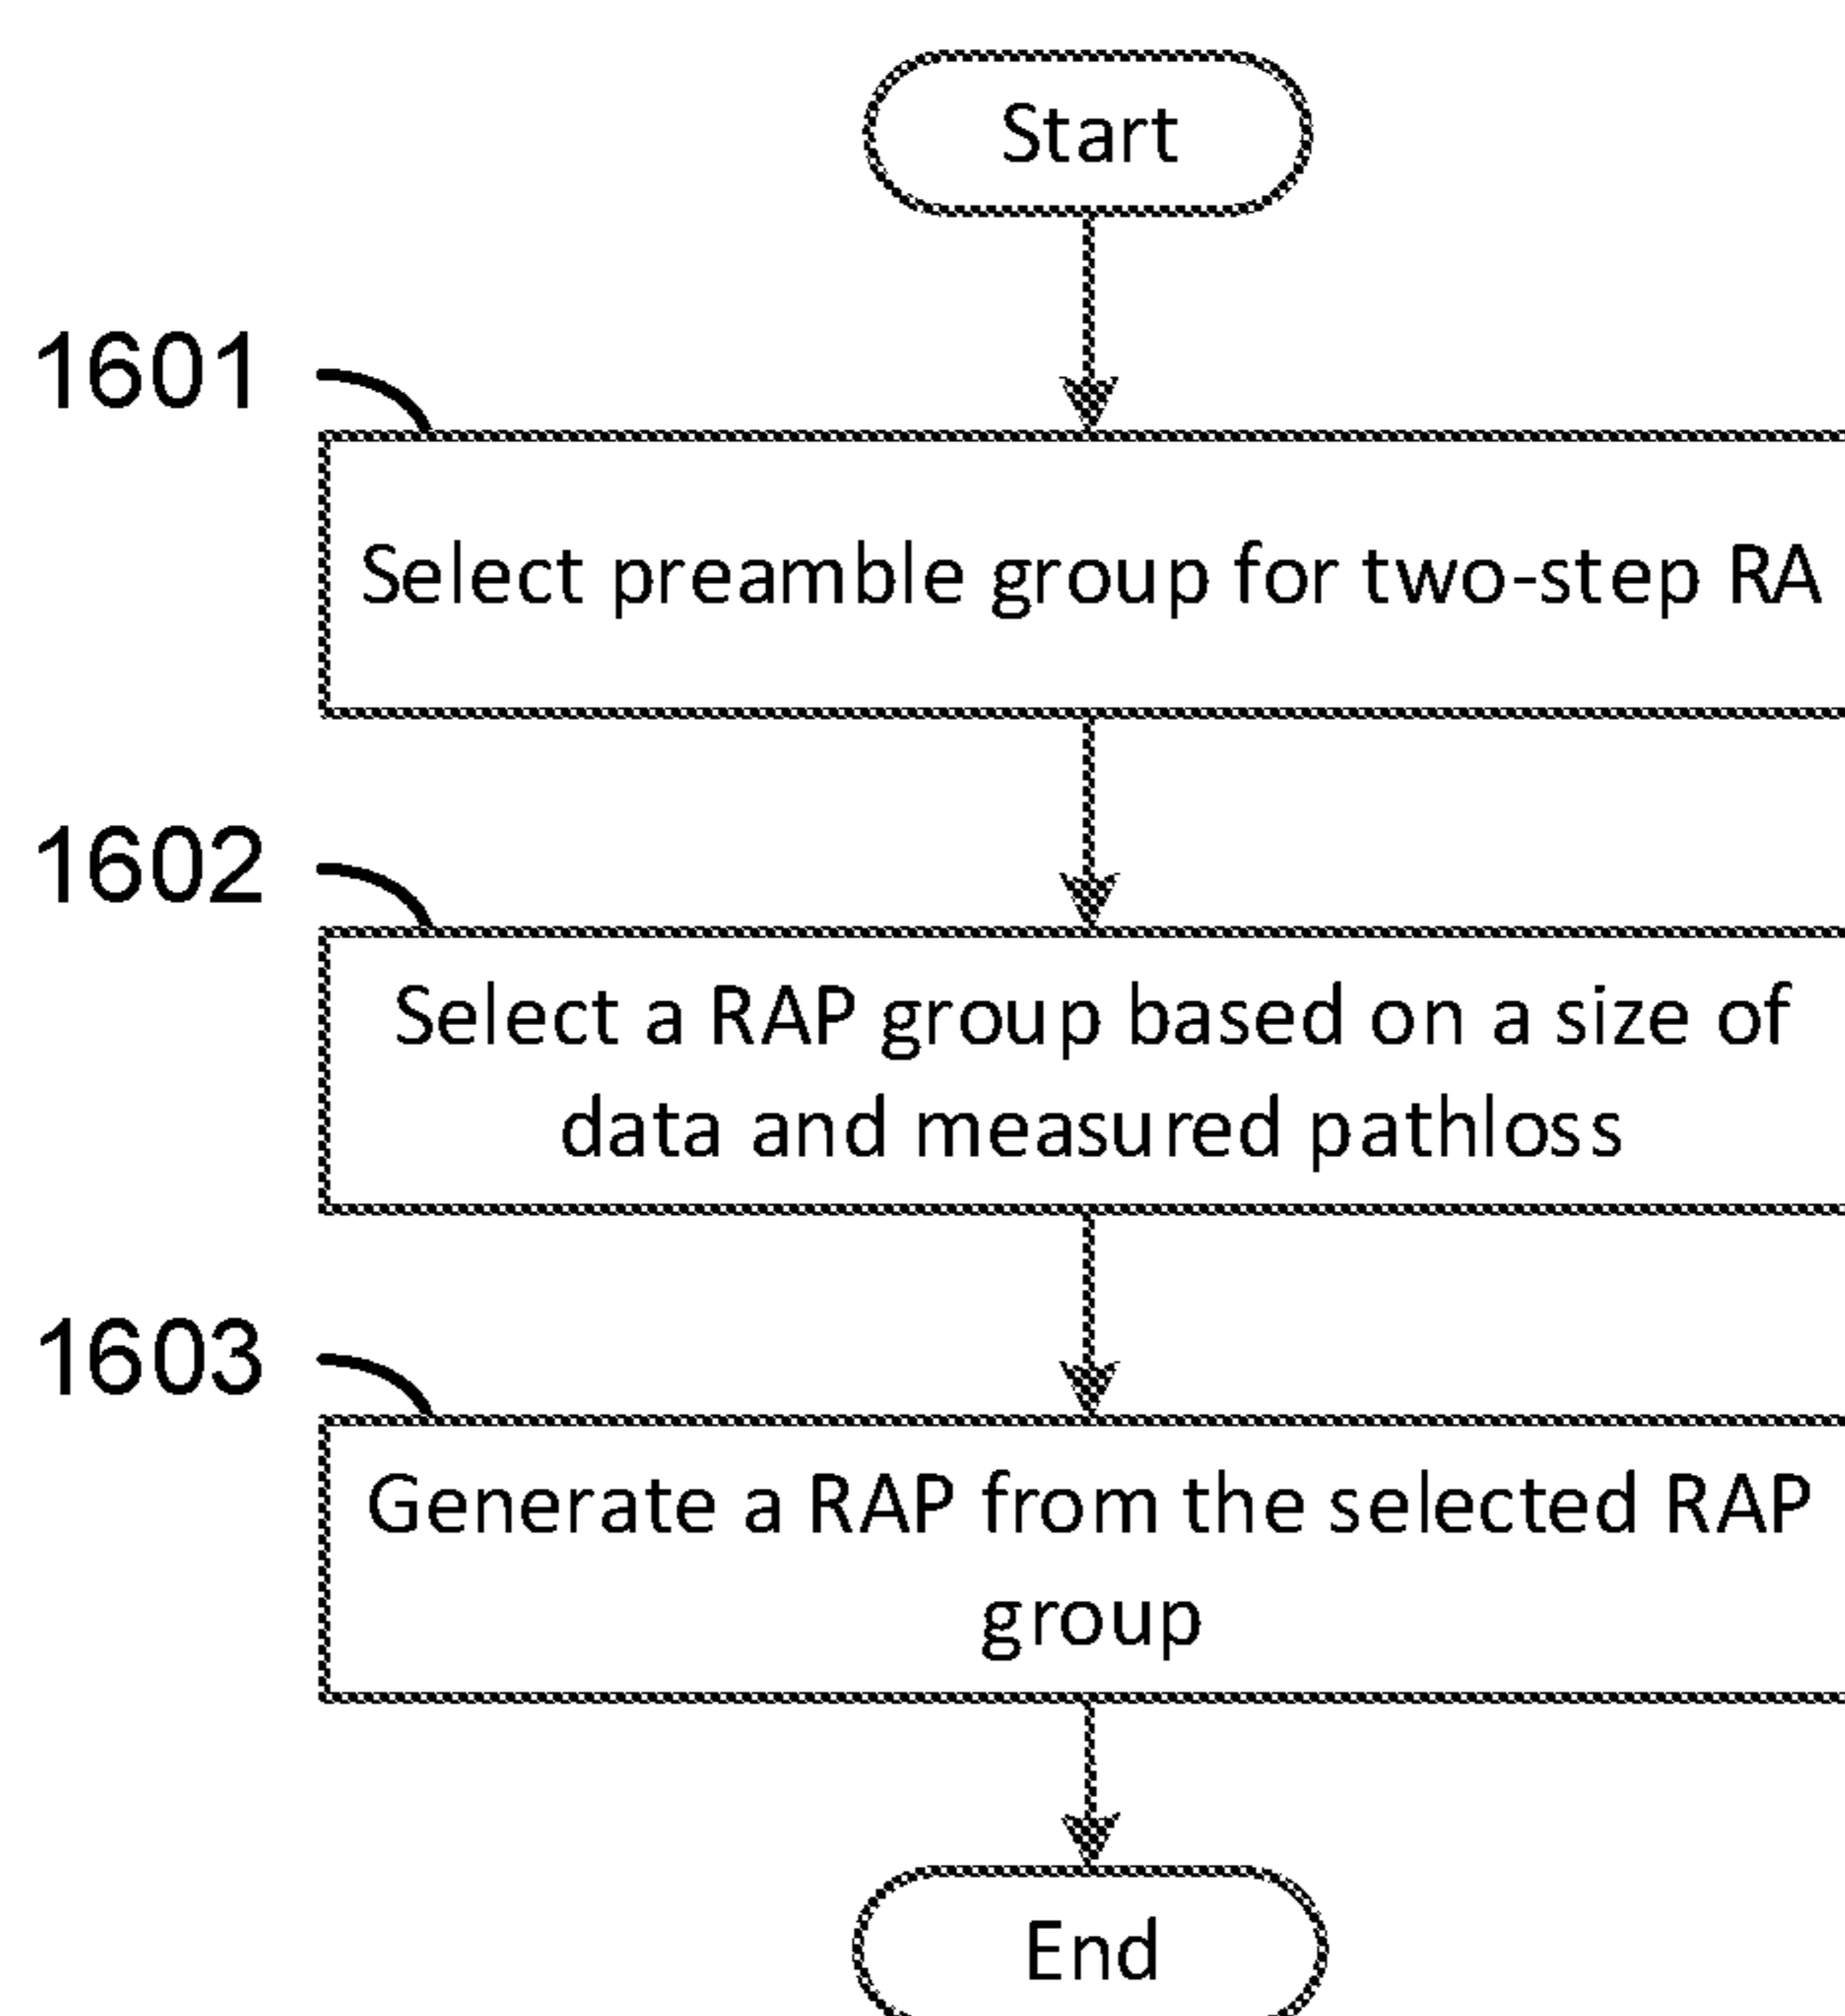 Start
1601
Select preamble group for two-step RA
1602
Select a RAP group based on a size of
data and measured pathloss
1603
Generate a RAP from the selected RAP
group
End